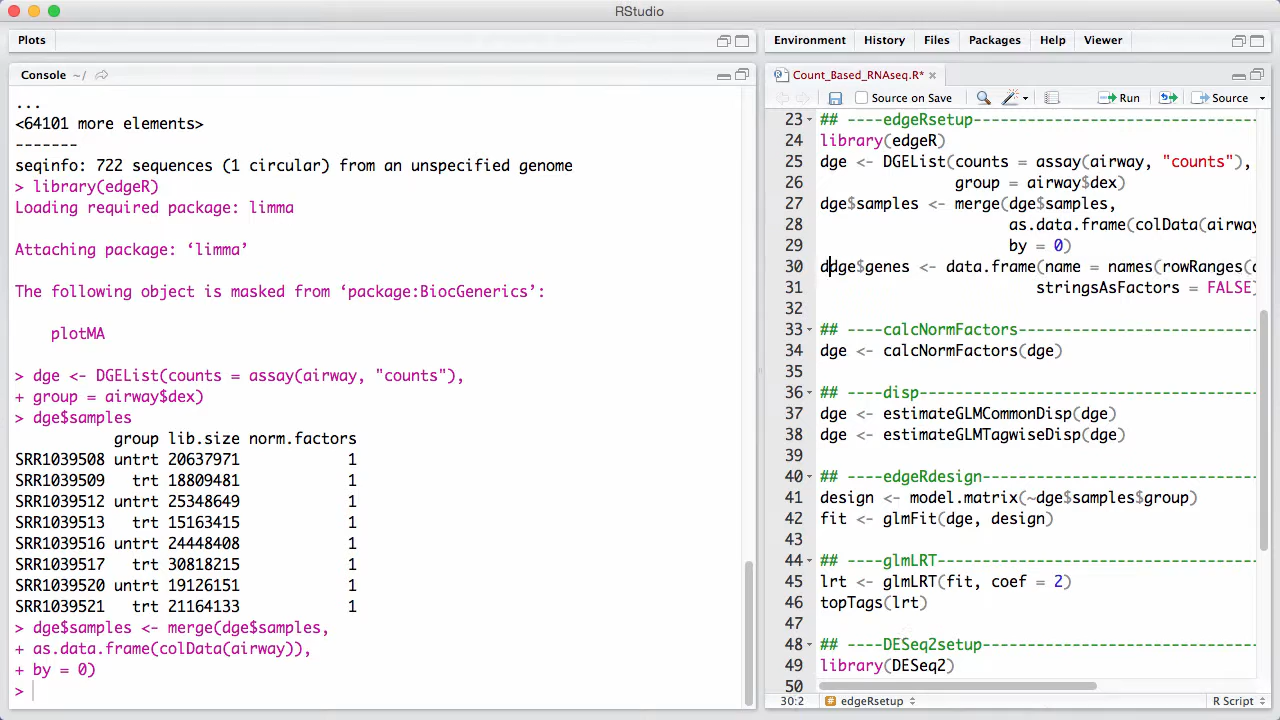 RStudio
Plots
Console ~/
...
<64101 more elements>
-------
seqinfo: 722 sequences (1 circular) from an unspecified genome
> library(edgeR)
Loading required package: limma
Attaching package: ‘limma’
The following object is masked from ‘package:BiocGenerics’:
plotMA
> dge <- DGEList(counts = assay(airway, "counts"),
+ group = airway$dex)
> dge$samples
group lib.size norm.factors
SRR1039508 untrt 20637971 1
SRR1039509 trt 18809481 1
SRR1039512 untrt 25348649 1
SRR1039513 trt 15163415 1
SRR1039516 untrt 24448408 1
SRR1039517 trt 30818215 1
SRR1039520 untrt 19126151 1
SRR1039521 trt 21164133 1
> dge$samples <- merge(dge$samples,
+ as.data.frame(colData(airway)),
+ by = 0)
>
Environment History Files Packages Help Viewer
Count_Based_RNAseq.R*
Source on Save Run Source
23 ## ----edgeRsetup-------------------------------
24 library(edgeR)
25 dge <- DGEList(counts = assay(airway, "counts"),
26 group = airway$dex)
27 dge$samples <- merge(dge$samples,
28 as.data.frame(colData(airway
29 by = 0)
30 ddge$genes <- data.frame(name = names(rowRanges(
31 stringsAsFactors = FALSE)
32
33 ## ----calcNormFactors--------------------------
34 dge <- calcNormFactors(dge)
35
36 ## ----disp-------------------------------------
37 dge <- estimateGLMCommonDisp(dge)
38 dge <- estimateGLMTagwiseDisp(dge)
39
40 ## ----edgeRdesign------------------------------
41 design <- model.matrix(~dge$samples$group)
42 fit <- glmFit(dge, design)
43
44 ## ----glmLRT-----------------------------------
45 lrt <- glmLRT(fit, coef = 2)
46 topTags(lrt)
47
48 ## ----DESeq2setup------------------------------
49 library(DESeq2)
50
30:2 # edgeRsetup R Script